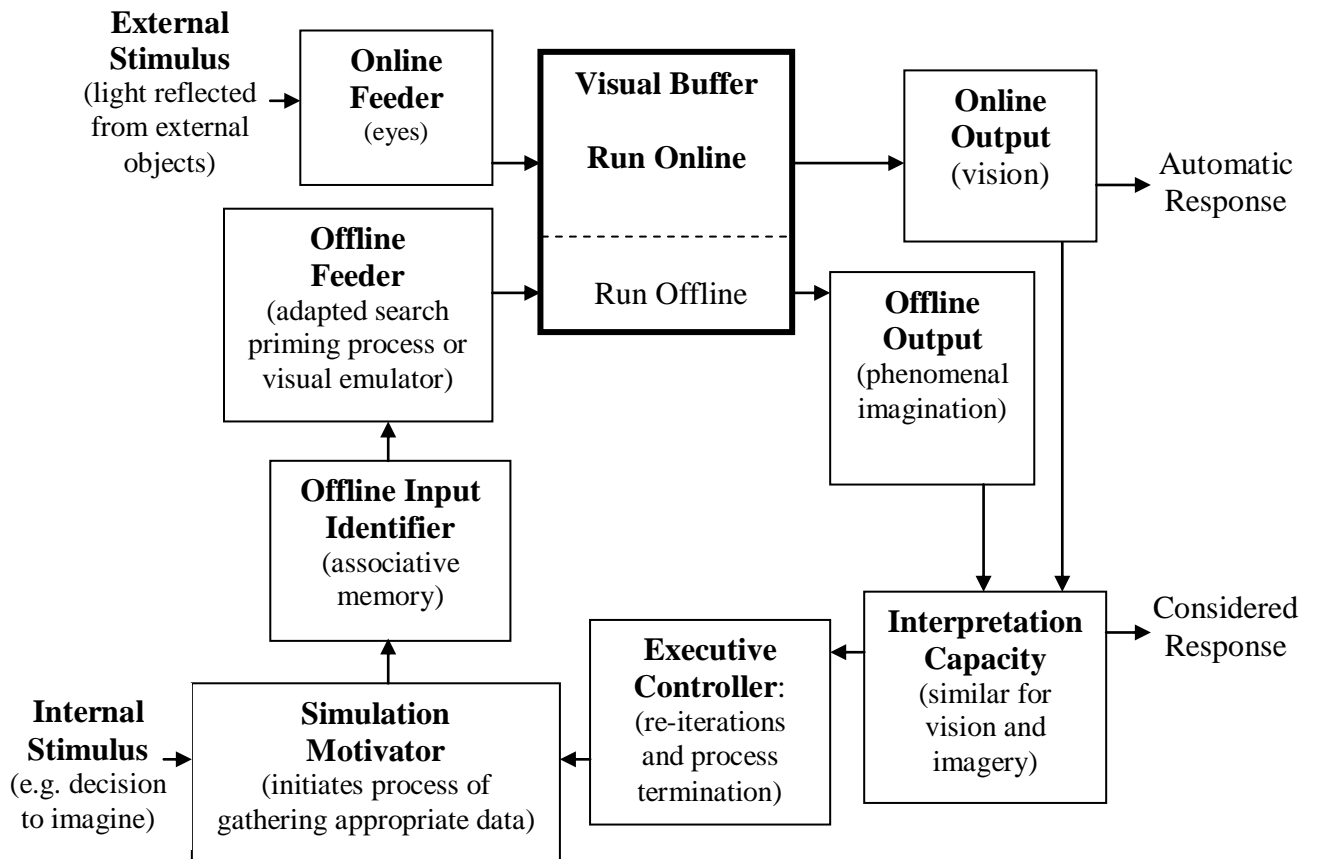 External
Stimulus
(light reflected
from external
objects)
Online
Feeder
(eyes)
Visual Buffer
Run Online
Run Offline
Online
Output
(vision)
Automatic
Response
Offline
Feeder
(adapted search
priming process or
visual emulator)
Offline
Output
(phenomenal
imagination)
Offline Input
Identifier
(associative
memory)
Interpretation
Capacity
(similar for
vision and
imagery)
Considered
Response
Executive
Controller:
(re-iterations
and process
termination)
Internal
Stimulus
(e.g. decision
to imagine)
Simulation
Motivator
(initiates process of
gathering appropriate data)